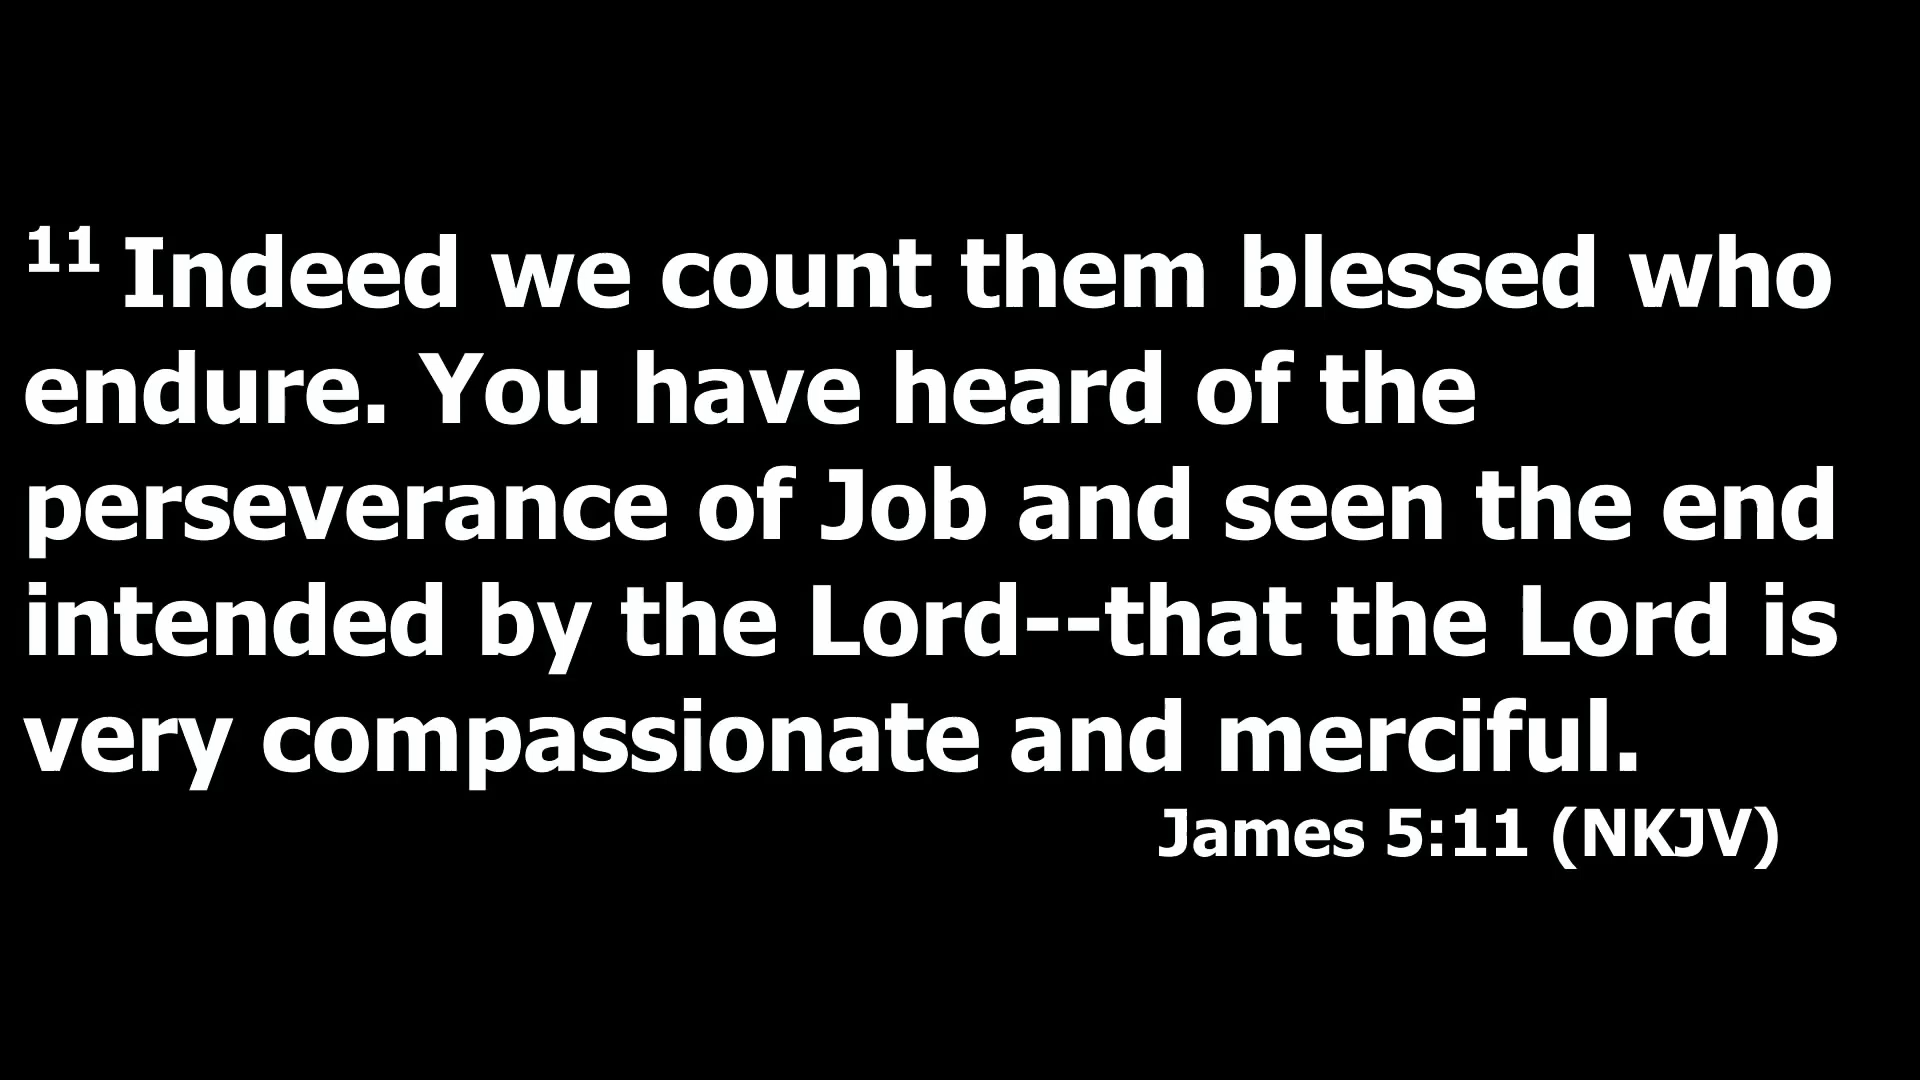 11 Indeed we count them blessed who
endure. You have heard of the
perseverance of Job and seen the end
intended by the Lord--that the Lord is
very compassionate and merciful.
James 5:11 (NKJV)